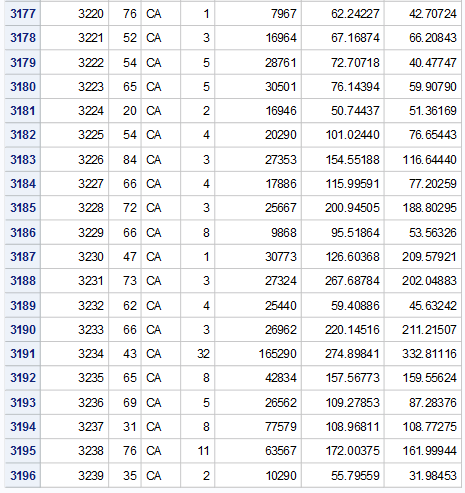 3177 3220 76 CA 1 7967 62.24227 42.70724
3178 3221 52 CA 3 16964 67.16874 66.20843
3179 3222 54 CA 5 28761 72.70718 40.47747
3180 3223 65 CA 5 30501 76.14394 59.90790
3181 3224 20 CA 2 16946 50.74437 51.36169
3182 3225 54 CA 4 20290 101.02440 76.65443
3183 3226 84 CA 3 27353 154.55188 116.64440
3184 3227 66 CA 4 17886 115.99591 77.20259
3185 3228 72 CA 3 25667 200.94505 188.80295
3186 3229 66 CA 8 9868 95.51864 53.56326
3187 3230 47 CA 1 30773 126.60368 209.57921
3188 3231 73 CA 3 27324 267.68784 202.04883
3189 3232 62 CA 4 25440 59.40886 45.63242
3190 3233 66 CA 3 26962 220.14516 211.21507
3191 3234 43 CA 32 165290 274.89841 332.81116
3192 3235 65 CA 8 42834 157.56773 159.55624
3193 3236 69 CA 5 26562 109.27853 87.28376
3194 3237 31 CA 8 77579 108.96811 108.77275
3195 3238 76 CA 11 63567 172.00375 161.99944
3196 3239 35 CA 2 10290 55.79559 31.98453